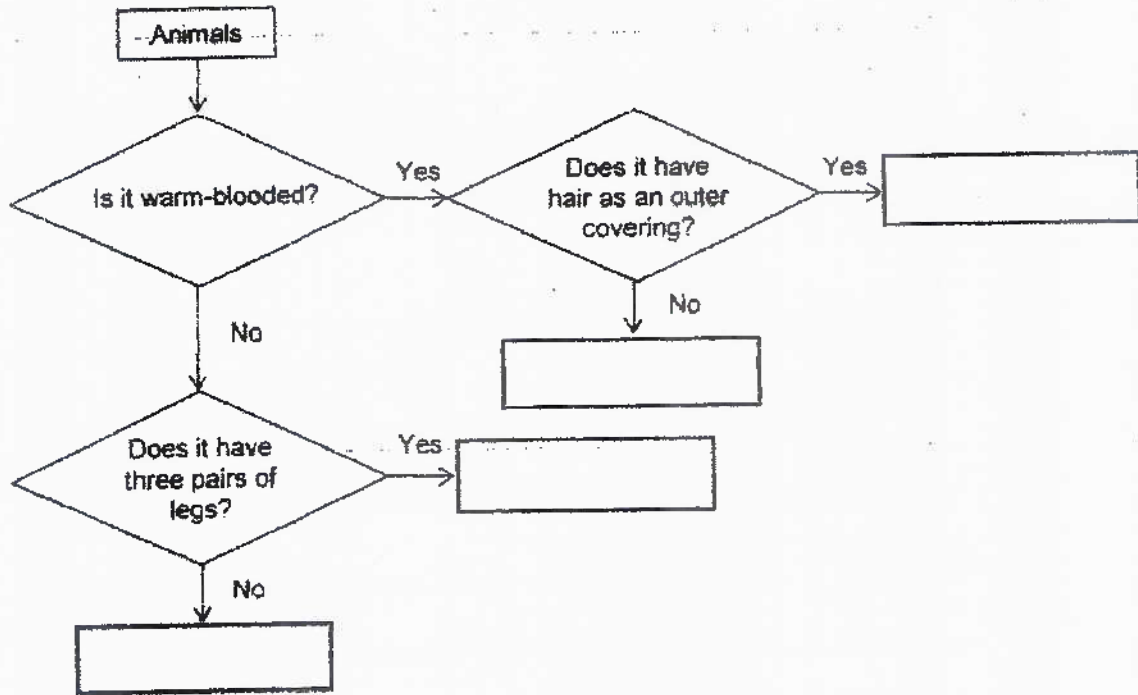 Animals
Is it warm-blooded?
Yes
Does it have
hair as an outer
covering?
Yes
No
No
Does it have
three pairs of
legs?
Yes
No